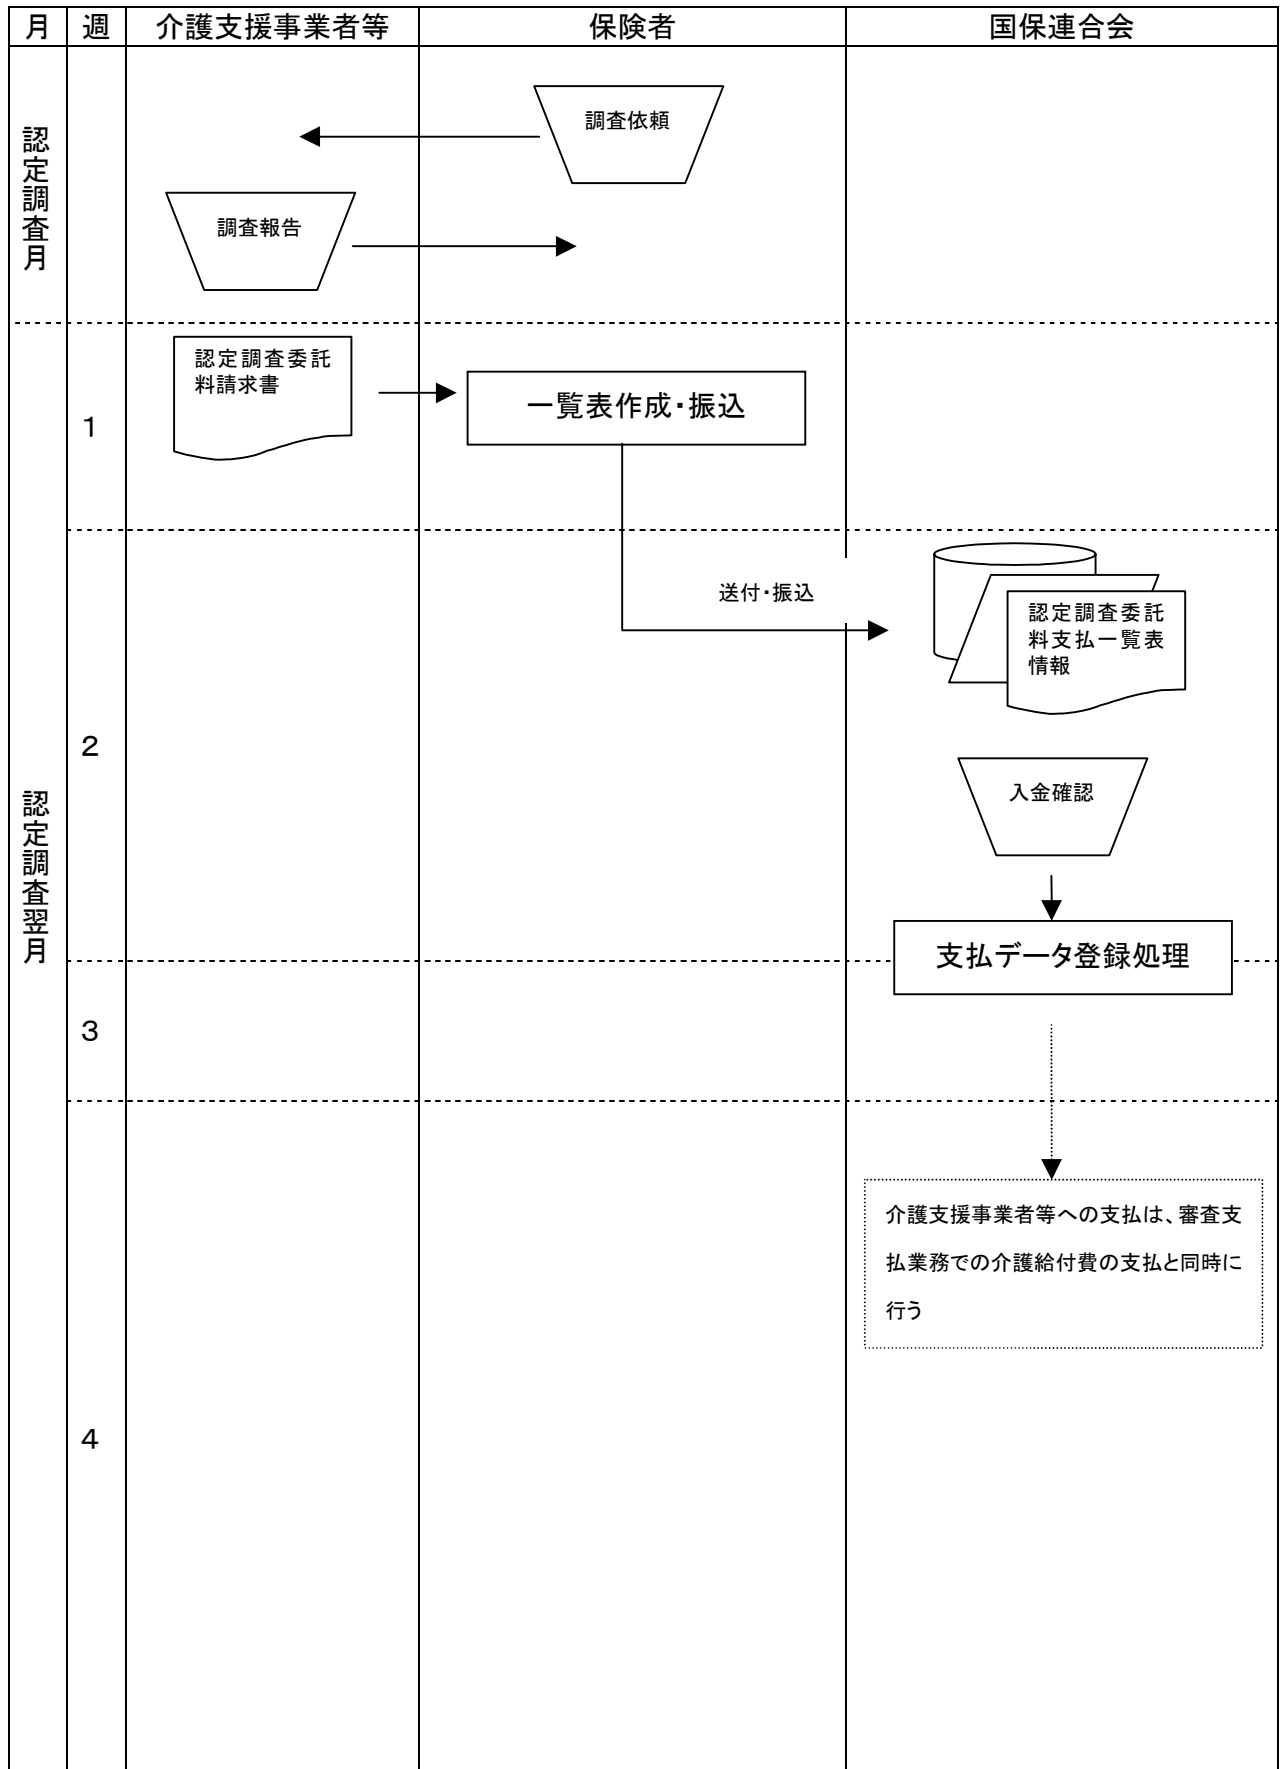 月 週 介護支援事業者等 保険者 国保連合会
認定調査月
調査依頼
調査報告
認定調査翌月
1
認定調査委託
料請求書
一覧表作成・振込
2
送付・振込
認定調査委託
料支払一覧表
情報
入金確認
支払データ登録処理
3
4
介護支援事業者等への支払は、審査支
払業務での介護給付費の支払と同時に
行う